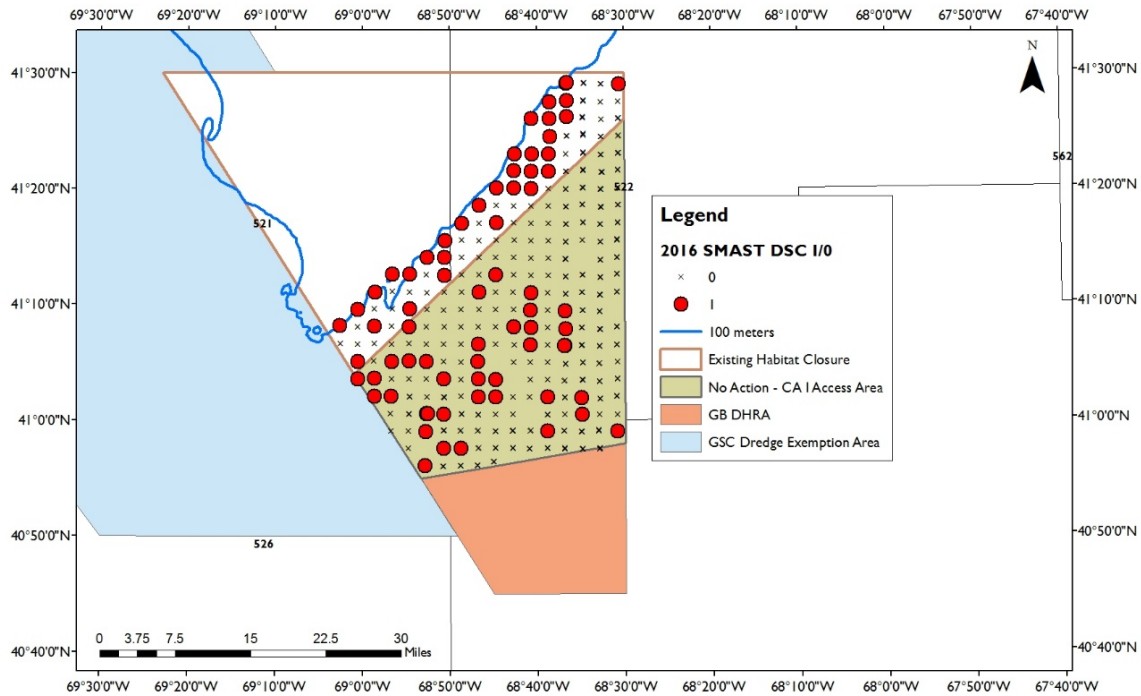 69°30'0"W 69°20'0"W 69°10'0"W 69°0'0"W 68°50'0"W 68°40'0"W 68°30'0"W 68°20'0"W 68°10'0"W 68°0'0"W 67°50'0"W 67°40'0"W
N
41°30'0"N 41°30'0"N
562
41°20'0"N 522 41°20'0"N
521
Legend
2016 SMAST DSC 1/0
0
1
100 meters
Existing Habitat Closure
No Action - CA I Access Area
GB DHRA
GSC Dredge Exemption Area
41°10'0"N 41°10'0"N
41°0'0"N 41°0'0"N
40°50'0"N 40°50'0"N
526
0 3.75 7.5 15 22.5 30
Miles
40°40'0"N 40°40'0"N
69°30'0"W 69°20'0"W 69°10'0"W 69°0'0"W 68°50'0"W 68°40'0"W 68°30'0"W 68°20'0"W 68°10'0"W 68°0'0"W 67°50'0"W 67°40'0"W